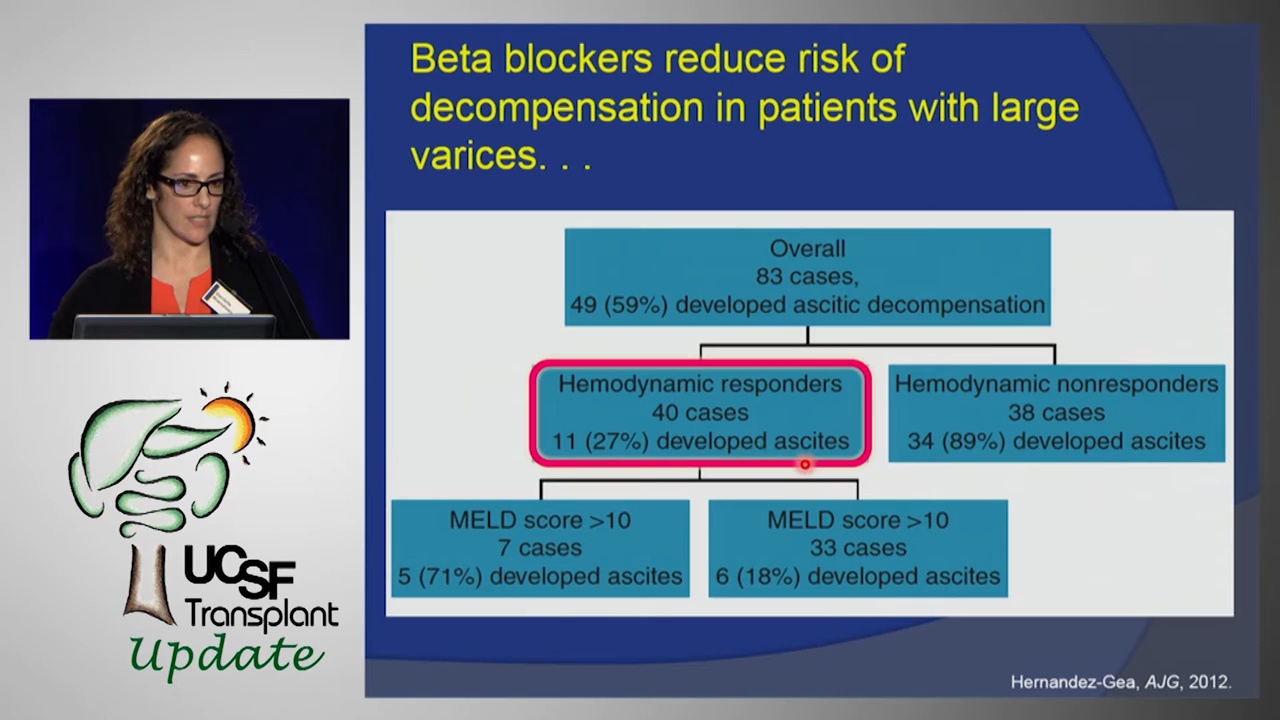 Beta blockers reduce risk of
decompensation in patients with large
varices. . .
Overall
83 cases,
49 (59%) developed ascitic decompensation
Hemodynamic responders
40 cases
11 (27%) developed ascites
Hemodynamic nonresponders
38 cases
34 (89%) developed ascites
MELD score >10
7 cases
5 (71%) developed ascites
MELD score >10
33 cases
6 (18%) developed ascites
UCSF
Transplant
Update
Hernandez-Gea, AJG, 2012.